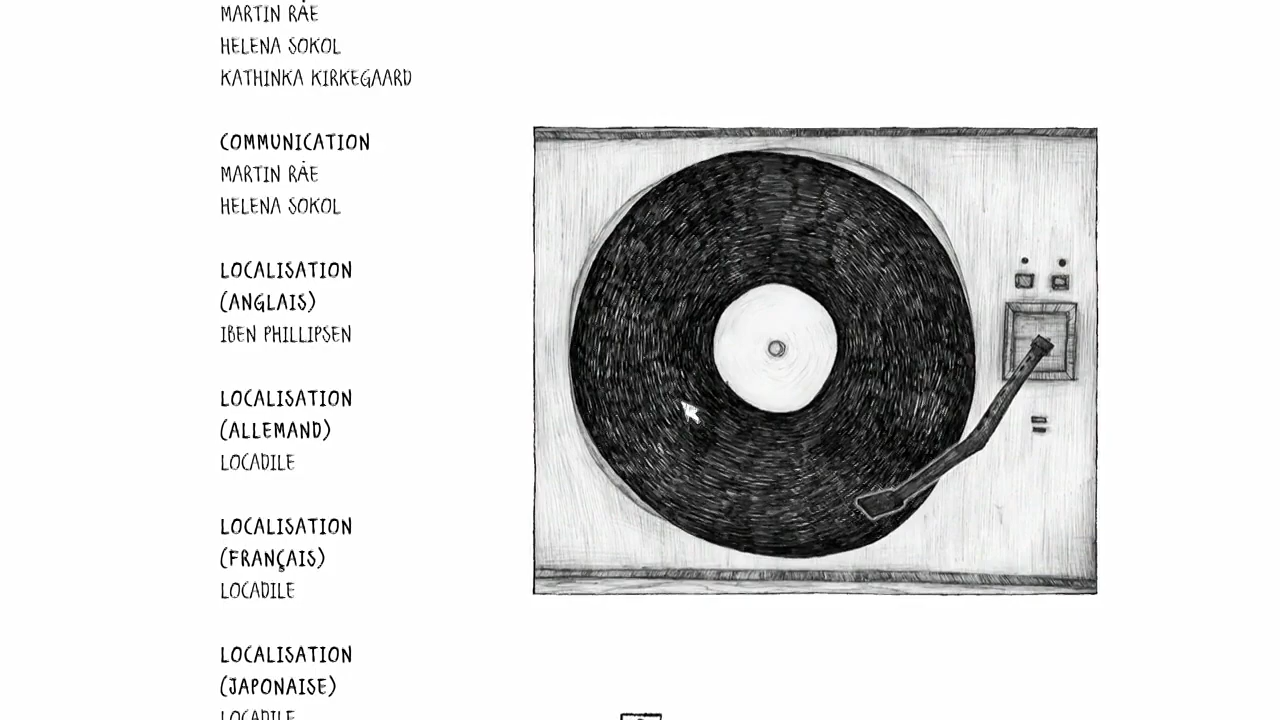 MARTIN RÅE
HELENA SOKOL
KATHINKA KIRKEGAARD
COMMUNICATION
MARTIN RÅE
HELENA SOKOL
LOCALISATION
(ANGLAIS)
IBEN PHILLIPSEN
LOCALISATION
(ALLEMAND)
LOCADILE
LOCALISATION
(FRANÇAIS)
LOCADILE
LOCALISATION
(JAPONAISE)
LOCADILE